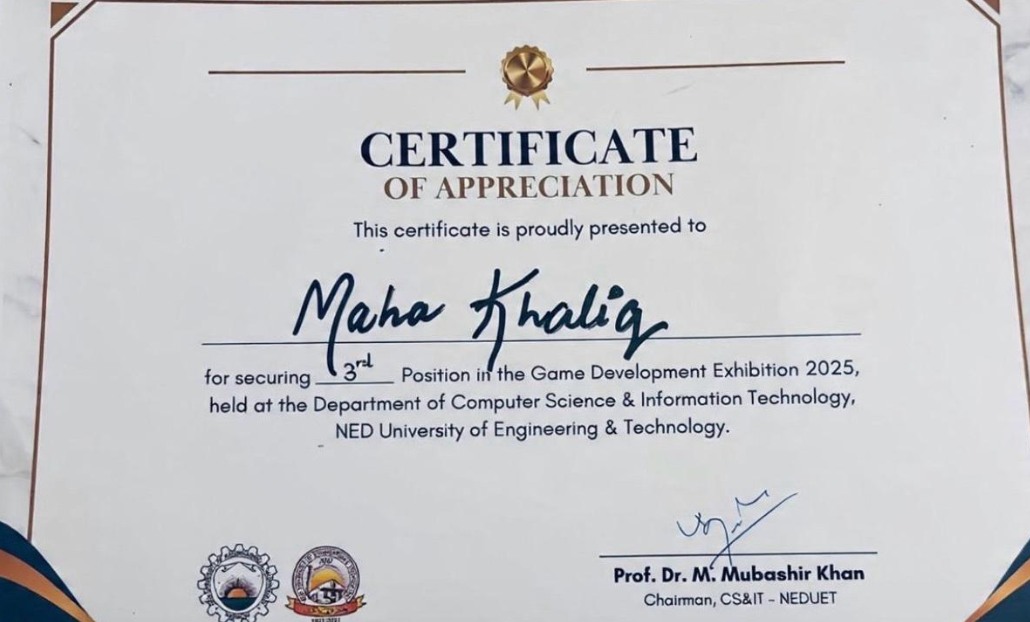 CERTIFICATE
OF APPRECIATION
This certificate is proudly presented to
Maha Khaliq
for securing 3rd Position in the Game Development Exhibition 2025,
held at the Department of Computer Science & Information Technology,
NED University of Engineering & Technology.
Prof. Dr. M. Mubashir Khan
Chairman, CS&IT - NEDUET